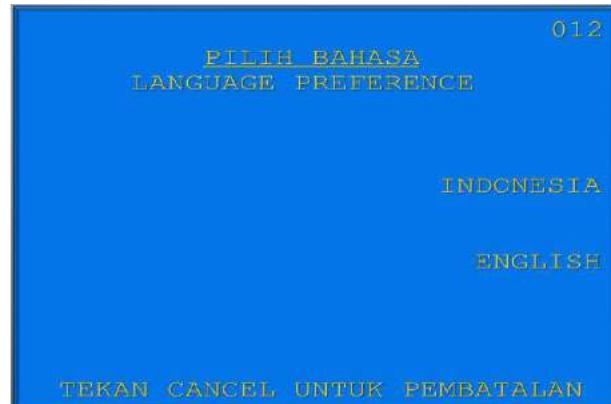 012
PILIH BAHASA
LANGUAGE PREFERENCE
INDONESIA
ENGLISH
TEKAN CANCEL UNTUK PEMBATALAN